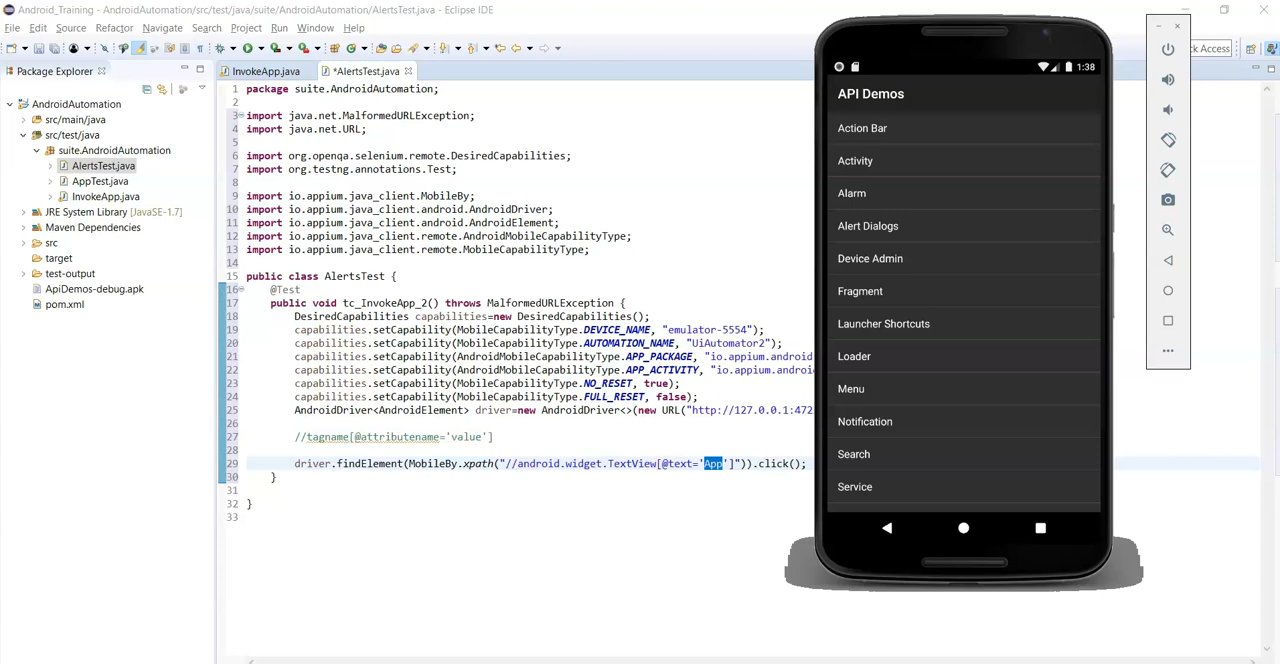 Android_Training - AndroidAutomation/src/test/java/suite/AndroidAutomation/AlertsTest.java - Eclipse IDE
File Edit Source Refactor Navigate Search Project Run Window Help
ck Access
Package Explorer
InvokeApp.java
*AlertsTest.java
AndroidAutomation
src/main/java
src/test/java
suite.AndroidAutomation
AlertsTest.java
AppTest.java
InvokeApp.java
JRE System Library [JavaSE-1.7]
Maven Dependencies
src
target
test-output
ApiDemos-debug.apk
pom.xml
1 package suite.AndroidAutomation;
2
3 import java.net.MalformedURLException;
4 import java.net.URL;
5
6 import org.openqa.selenium.remote.DesiredCapabilities;
7 import org.testng.annotations.Test;
8
9 import io.appium.java_client.MobileBy;
10 import io.appium.java_client.android.AndroidDriver;
11 import io.appium.java_client.android.AndroidElement;
12 import io.appium.java_client.remote.AndroidMobileCapabilityType;
13 import io.appium.java_client.remote.MobileCapabilityType;
14
15 public class AlertsTest {
16 @Test
17 public void tc_InvokeApp_2() throws MalformedURLException {
18 DesiredCapabilities capabilities=new DesiredCapabilities();
19 capabilities.setCapability(MobileCapabilityType.DEVICE_NAME, "emulator-5554");
20 capabilities.setCapability(MobileCapabilityType.AUTOMATION_NAME, "UiAutomator2");
21 capabilities.setCapability(AndroidMobileCapabilityType.APP_PACKAGE, "io.appium.android
22 capabilities.setCapability(AndroidMobileCapabilityType.APP_ACTIVITY, "io.appium.andro
23 capabilities.setCapability(MobileCapabilityType.NO_RESET, true);
24 capabilities.setCapability(MobileCapabilityType.FULL_RESET, false);
25 AndroidDriver<AndroidElement> driver=new AndroidDriver<>(new URL("http://127.0.0.1:472
26
27 //tagname[@attributename='value']
28
29 driver.findElement(MobileBy.xpath("//android.widget.TextView[@text='App']")).click();
30 }
31
32 }
33
1:38
API Demos
Action Bar
Activity
Alarm
Alert Dialogs
Device Admin
Fragment
Launcher Shortcuts
Loader
Menu
Notification
Search
Service